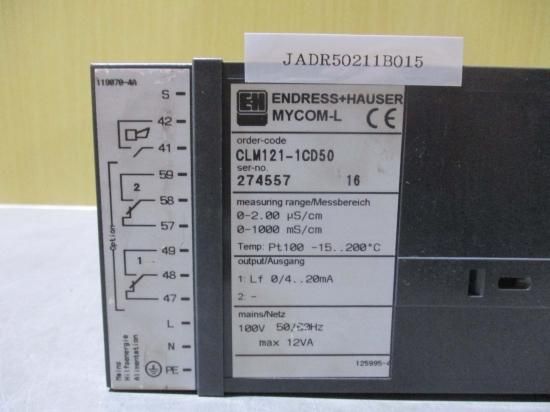 JADR50211B015
119070-4A
S
42
41
59
2
58
57
49
1
48
47
L
N
PE
Option
Mains
Hilfsenergie
Alimentation
E+H
ENDRESS+HAUSER
MYCOM-L CE
order-code
CLM121-1CD50
ser-no.
274557 16
measuring range/Messbereich
0-2.00 µS/cm
0-1000 mS/cm
Temp: Pt100 -15..200°C
output/Ausgang
1: Lf 0/4..20mA
2: -
mains/Netz
100V 50/60Hz
max 12VA
125995-4